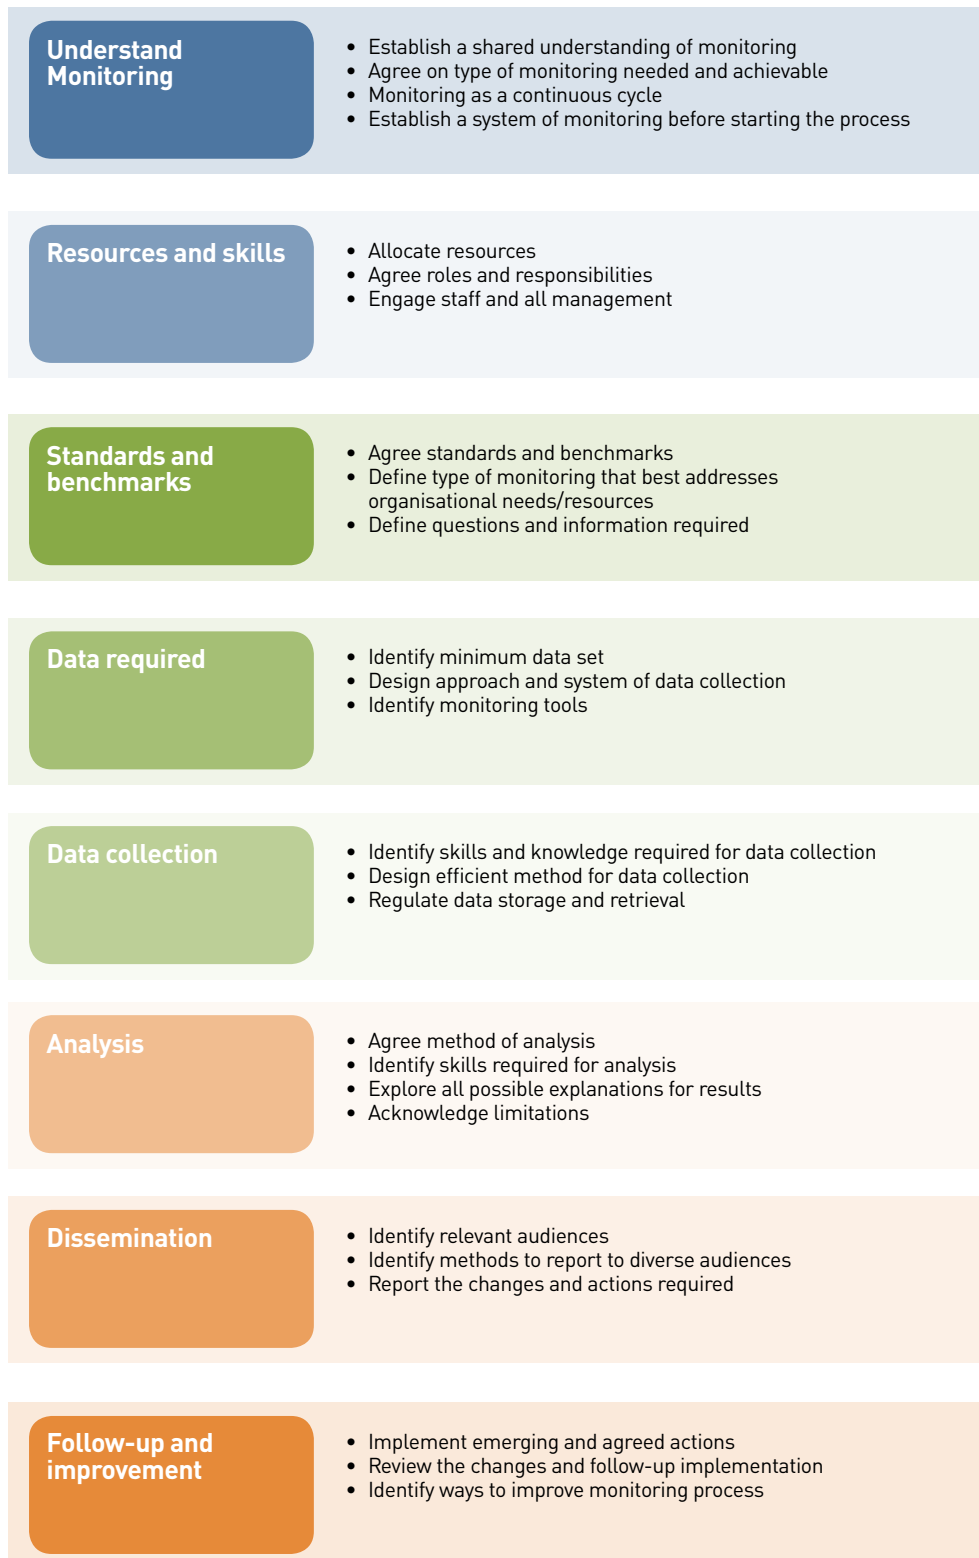 Understand
Monitoring
• Establish a shared understanding of monitoring
• Agree on type of monitoring needed and achievable
• Monitoring as a continuous cycle
• Establish a system of monitoring before starting the process
Resources and skills
• Allocate resources
• Agree roles and responsibilities
• Engage staff and all management
Standards and
benchmarks
• Agree standards and benchmarks
• Define type of monitoring that best addresses
organisational needs/resources
• Define questions and information required
Data required
• Identify minimum data set
• Design approach and system of data collection
• Identify monitoring tools
Data collection
• Identify skills and knowledge required for data collection
• Design efficient method for data collection
• Regulate data storage and retrieval
Analysis
• Agree method of analysis
• Identify skills required for analysis
• Explore all possible explanations for results
• Acknowledge limitations
Dissemination
• Identify relevant audiences
• Identify methods to report to diverse audiences
• Report the changes and actions required
Follow-up and
improvement
• Implement emerging and agreed actions
• Review the changes and follow-up implementation
• Identify ways to improve monitoring process